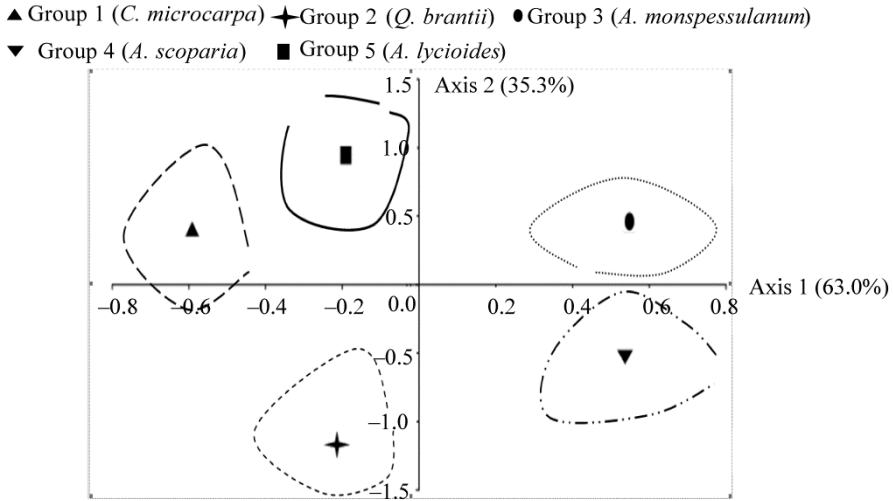 Group 1 (C. microcarpa) Group 2 (Q. brantii) Group 3 (A. monspessulanum)
Group 4 (A. scoparia) Group 5 (A. lycioides)
1.5 Axis 2 (35.3%)
1.0
0.5
Axis 1 (63.0%)
–0.8 –0.6 –0.4 –0.2 0.0 0.2 0.4 0.6 0.8
–0.5
–1.0
–1.5